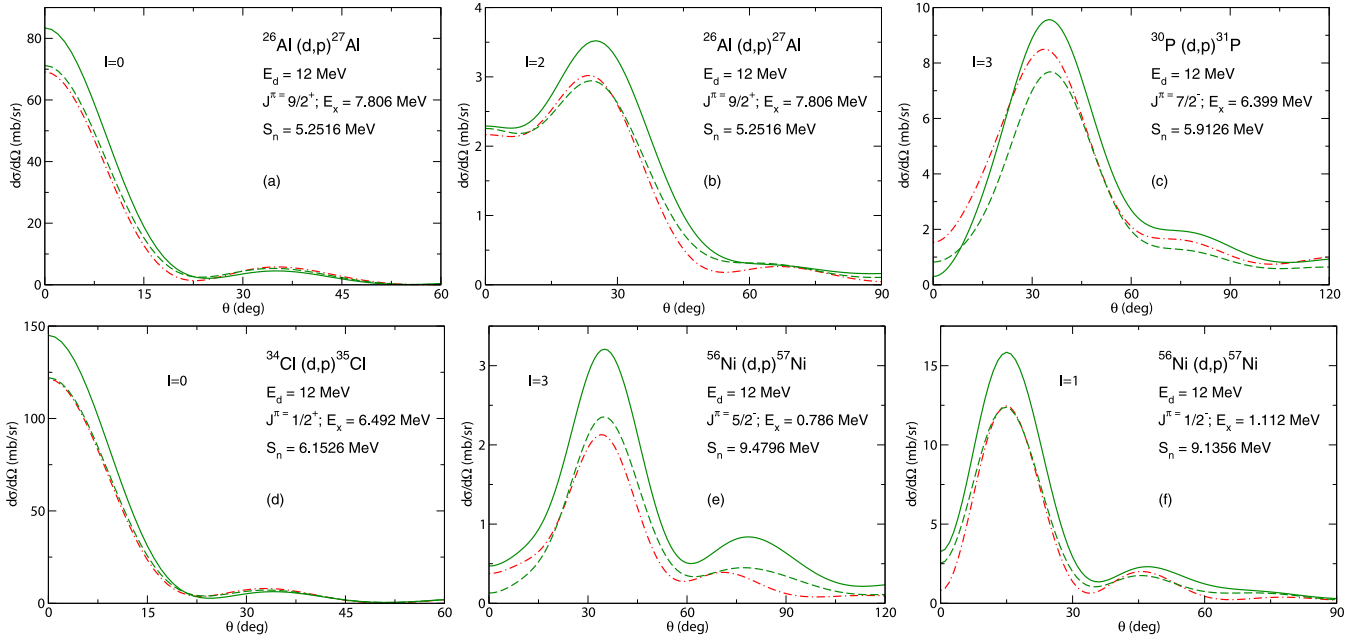 80
60
40
20
0
dσ/dΩ (mb/sr)
0 15 30 45 60
θ (deg)
l=0
²⁶Al (d,p)²⁷Al
E_d = 12 MeV
J^π = 9/2⁺; E_x = 7.806 MeV
S_n = 5.2516 MeV
(a)
4
3
2
1
0
dσ/dΩ (mb/sr)
0 30 60 90
θ (deg)
l=2
²⁶Al (d,p)²⁷Al
E_d = 12 MeV
J^π = 9/2⁺; E_x = 7.806 MeV
S_n = 5.2516 MeV
(b)
10
8
6
4
2
0
dσ/dΩ (mb/sr)
0 30 60 90 120
θ (deg)
l=3
³⁰P (d,p)³¹P
E_d = 12 MeV
J^π = 7/2⁻; E_x = 6.399 MeV
S_n = 5.9126 MeV
(c)
150
100
50
0
dσ/dΩ (mb/sr)
0 15 30 45 60
θ (deg)
l=0
³⁴Cl (d,p)³⁵Cl
E_d = 12 MeV
J^π = 1/2⁺; E_x = 6.492 MeV
S_n = 6.1526 MeV
(d)
3
2
1
0
dσ/dΩ (mb/sr)
0 30 60 90 120
θ (deg)
l=3
⁵⁶Ni (d,p)⁵⁷Ni
E_d = 12 MeV
J^π = 5/2⁻; E_x = 0.786 MeV
S_n = 9.4796 MeV
(e)
15
10
5
0
dσ/dΩ (mb/sr)
0 30 60 90
θ (deg)
l=1
⁵⁶Ni (d,p)⁵⁷Ni
E_d = 12 MeV
J^π = 1/2⁻; E_x = 1.112 MeV
S_n = 9.1356 MeV
(f)